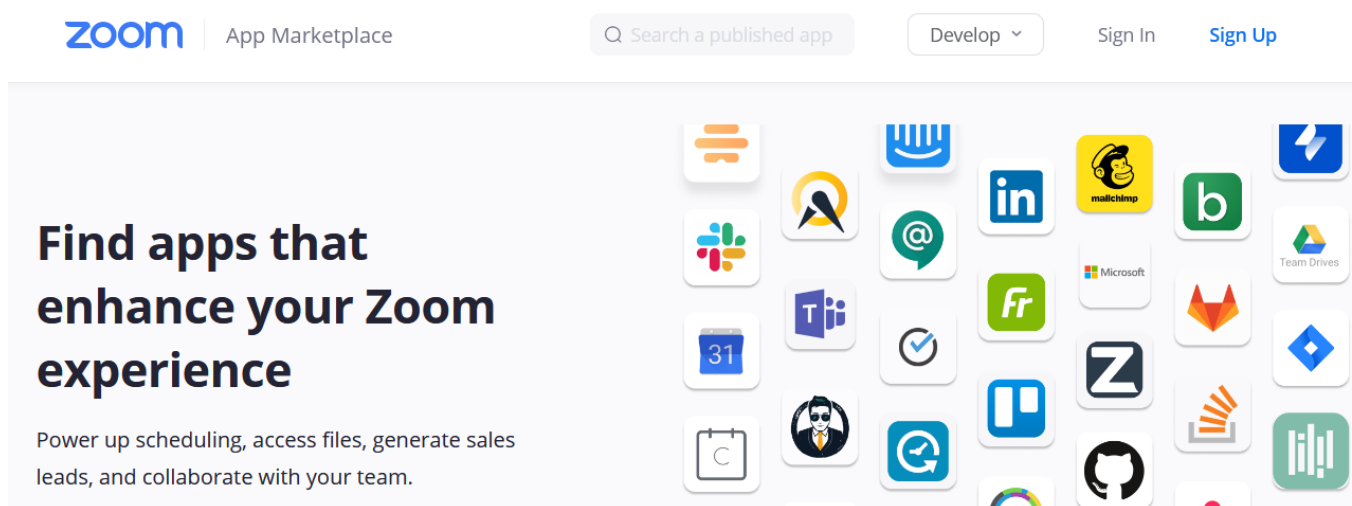 zoom
App Marketplace
Search a published app
Develop
Sign In
Sign Up
Find apps that
enhance your Zoom
experience
Power up scheduling, access files, generate sales
leads, and collaborate with your team.
in
mailchimp
b
@
Microsoft
Team Drives
T
Fr
31
Z
C